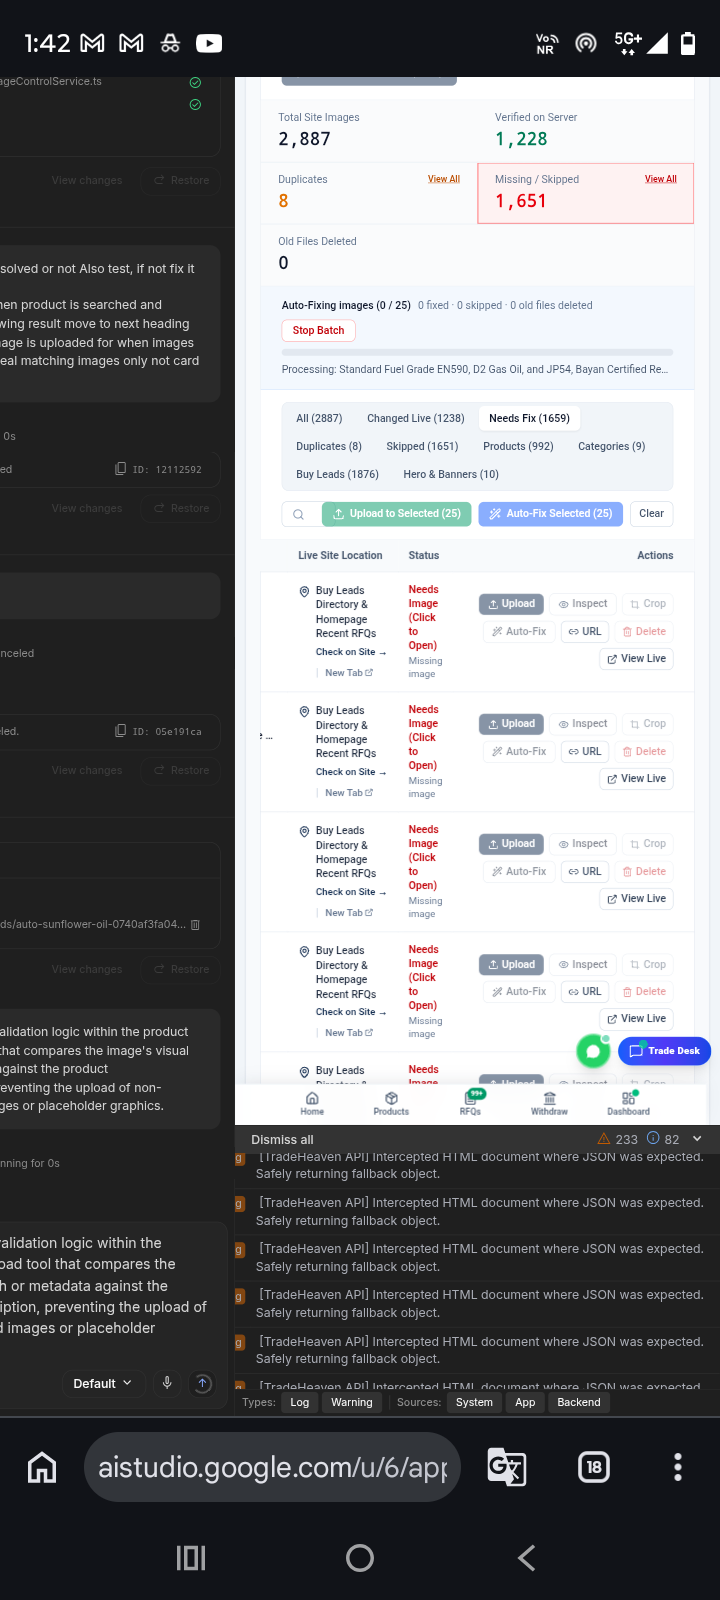 1:42
Vo NR
5G+
ageControlService.ts
View changes
Restore
solved or not Also test, if not fix it
hen product is searched and
wing result move to next heading
nage is uploaded for when images
eal matching images only not card
0s
ed
ID: 12112592
View changes
Restore
nceled
led.
ID: 05e191ca
View changes
Restore
ds/auto-sunflower-oil-0740af3fa04...
View changes
Restore
alidation logic within the product
that compares the image's visual
against the product
reventing the upload of non-
ges or placeholder graphics.
nning for 0s
validation logic within the
oad tool that compares the
h or metadata against the
iption, preventing the upload of
d images or placeholder
Default
Total Site Images
2,887
Verified on Server
1,228
Duplicates
View All
8
Missing / Skipped
View All
1,651
Old Files Deleted
0
Auto-Fixing images (0 / 25) 0 fixed · 0 skipped · 0 old files deleted
Stop Batch
Processing: Standard Fuel Grade EN590, D2 Gas Oil, and JP54, Bayan Certified Re...
All (2887)
Changed Live (1238)
Needs Fix (1659)
Duplicates (8)
Skipped (1651)
Products (992)
Categories (9)
Buy Leads (1876)
Hero & Banners (10)
Upload to Selected (25)
Auto-Fix Selected (25)
Clear
Live Site Location
Status
Actions
Buy Leads
Directory &
Homepage
Recent RFQs
Check on Site →
| New Tab
Needs
Image
(Click
to
Open)
Missing
image
Upload
Inspect
Crop
Auto-Fix
URL
Delete
View Live
e ...
Buy Leads
Directory &
Homepage
Recent RFQs
Check on Site →
| New Tab
Needs
Image
(Click
to
Open)
Missing
image
Upload
Inspect
Crop
Auto-Fix
URL
Delete
View Live
Buy Leads
Directory &
Homepage
Recent RFQs
Check on Site →
| New Tab
Needs
Image
(Click
to
Open)
Missing
image
Upload
Inspect
Crop
Auto-Fix
URL
Delete
View Live
Buy Leads
Directory &
Homepage
Recent RFQs
Check on Site →
| New Tab
Needs
Image
(Click
to
Open)
Missing
image
Upload
Inspect
Crop
Auto-Fix
URL
Delete
View Live
Buy Leads
Directory &
Needs
Image
Upload
Inspect
Crop
Trade Desk
Home
Products
99+
RFQs
Withdraw
Dashboard
Dismiss all
233
82
g [TradeHeaven API] Intercepted HTML document where JSON was expected.
Safely returning fallback object.
g [TradeHeaven API] Intercepted HTML document where JSON was expected.
Safely returning fallback object.
g [TradeHeaven API] Intercepted HTML document where JSON was expected.
Safely returning fallback object.
g [TradeHeaven API] Intercepted HTML document where JSON was expected.
Safely returning fallback object.
g [TradeHeaven API] Intercepted HTML document where JSON was expected.
Safely returning fallback object.
g [TradeHeaven API] Intercepted HTML document where JSON was expected.
Types:
Log
Warning
Sources:
System
App
Backend
aistudio.google.com/u/6/app
18